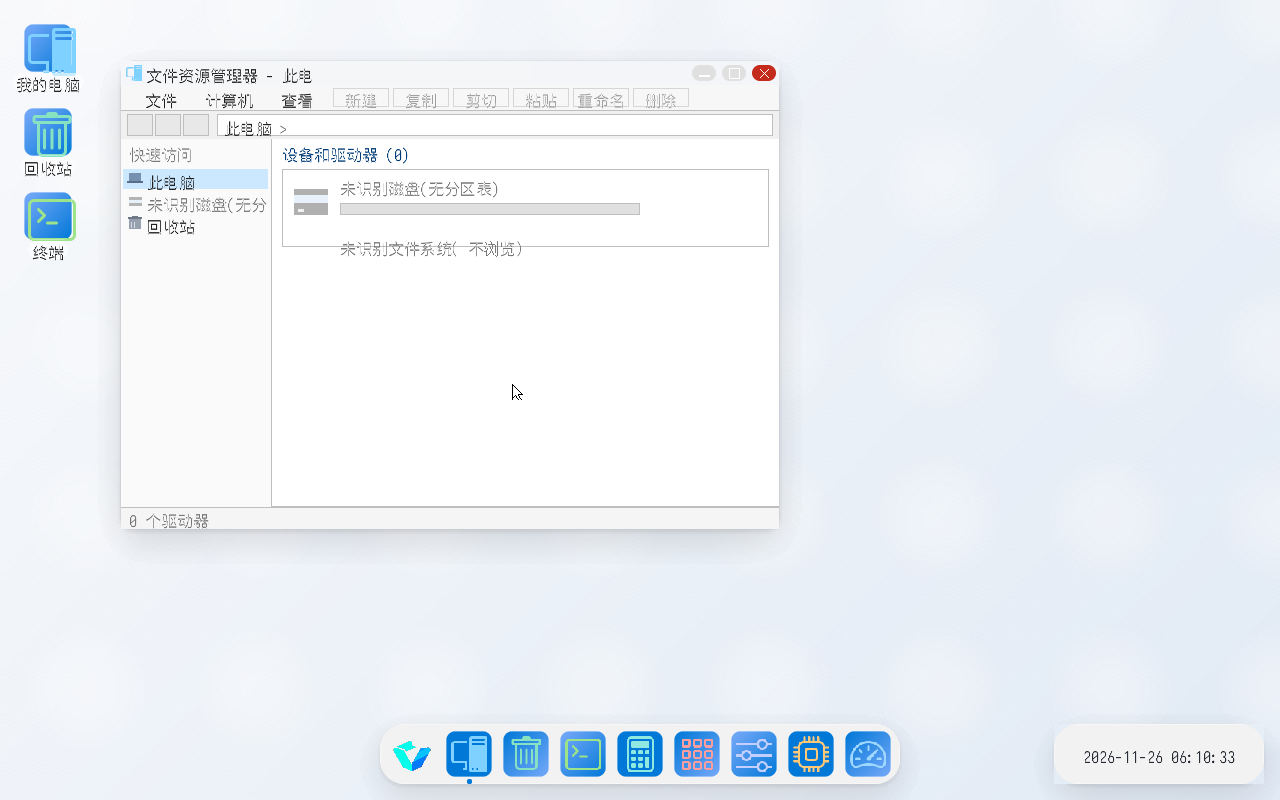 我的电脑
回收站
终端
文件资源管理器 - 此电
文件 计算机 查看 新建 复制 剪切 粘贴 重命名 删除
此电脑 >
快速访问
此电脑
未识别磁盘(无分
回收站
设备和驱动器 (0)
未识别磁盘(无分区表)
未识别文件系统( 不浏览)
0 个驱动器
2026-11-26 06:10:33